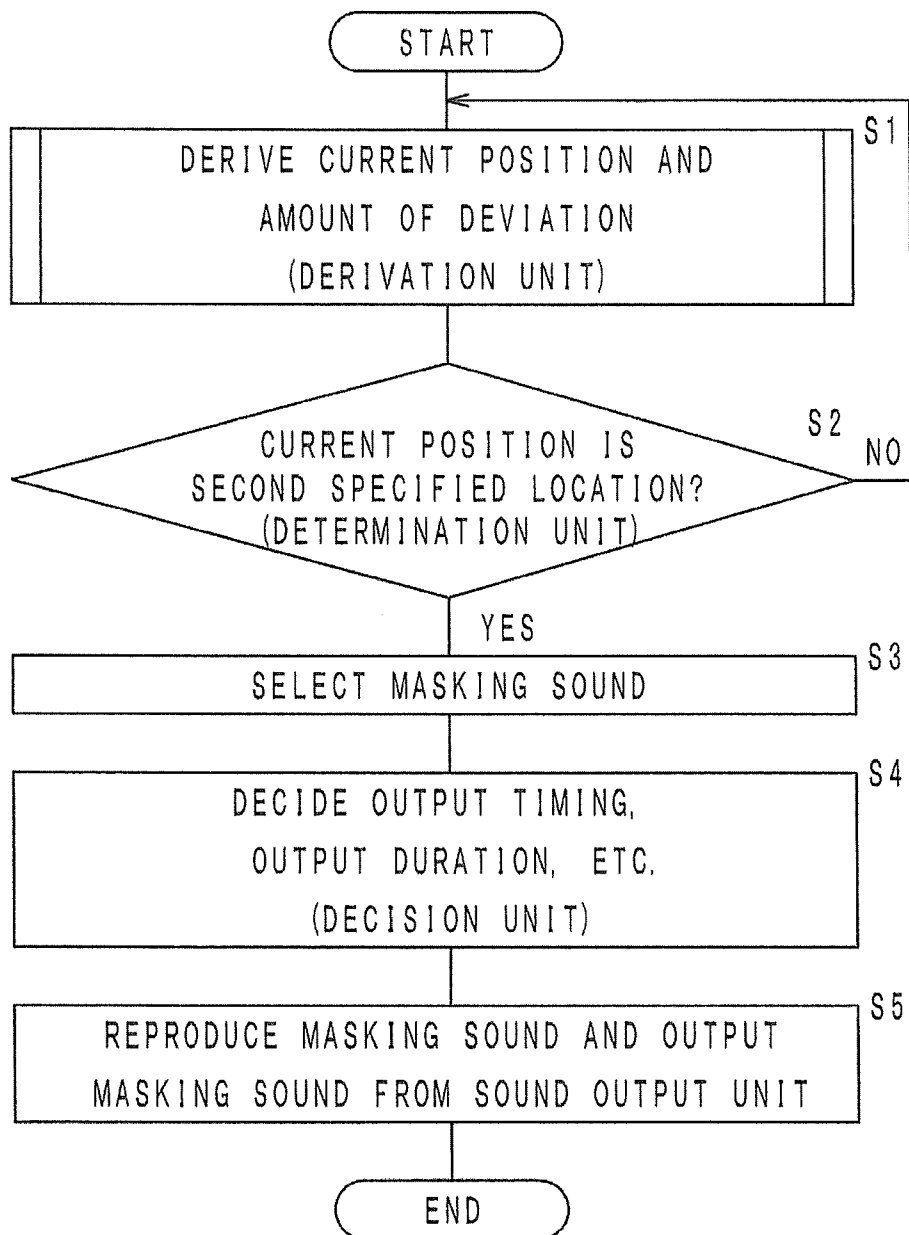 START
S1
DERIVE CURRENT POSITION AND
AMOUNT OF DEVIATION
(DERIVATION UNIT)
S2
CURRENT POSITION IS
SECOND SPECIFIED LOCATION?
(DETERMINATION UNIT)
NO
YES
S3
SELECT MASKING SOUND
S4
DECIDE OUTPUT TIMING,
OUTPUT DURATION, ETC.
(DECISION UNIT)
S5
REPRODUCE MASKING SOUND AND OUTPUT
MASKING SOUND FROM SOUND OUTPUT UNIT
END